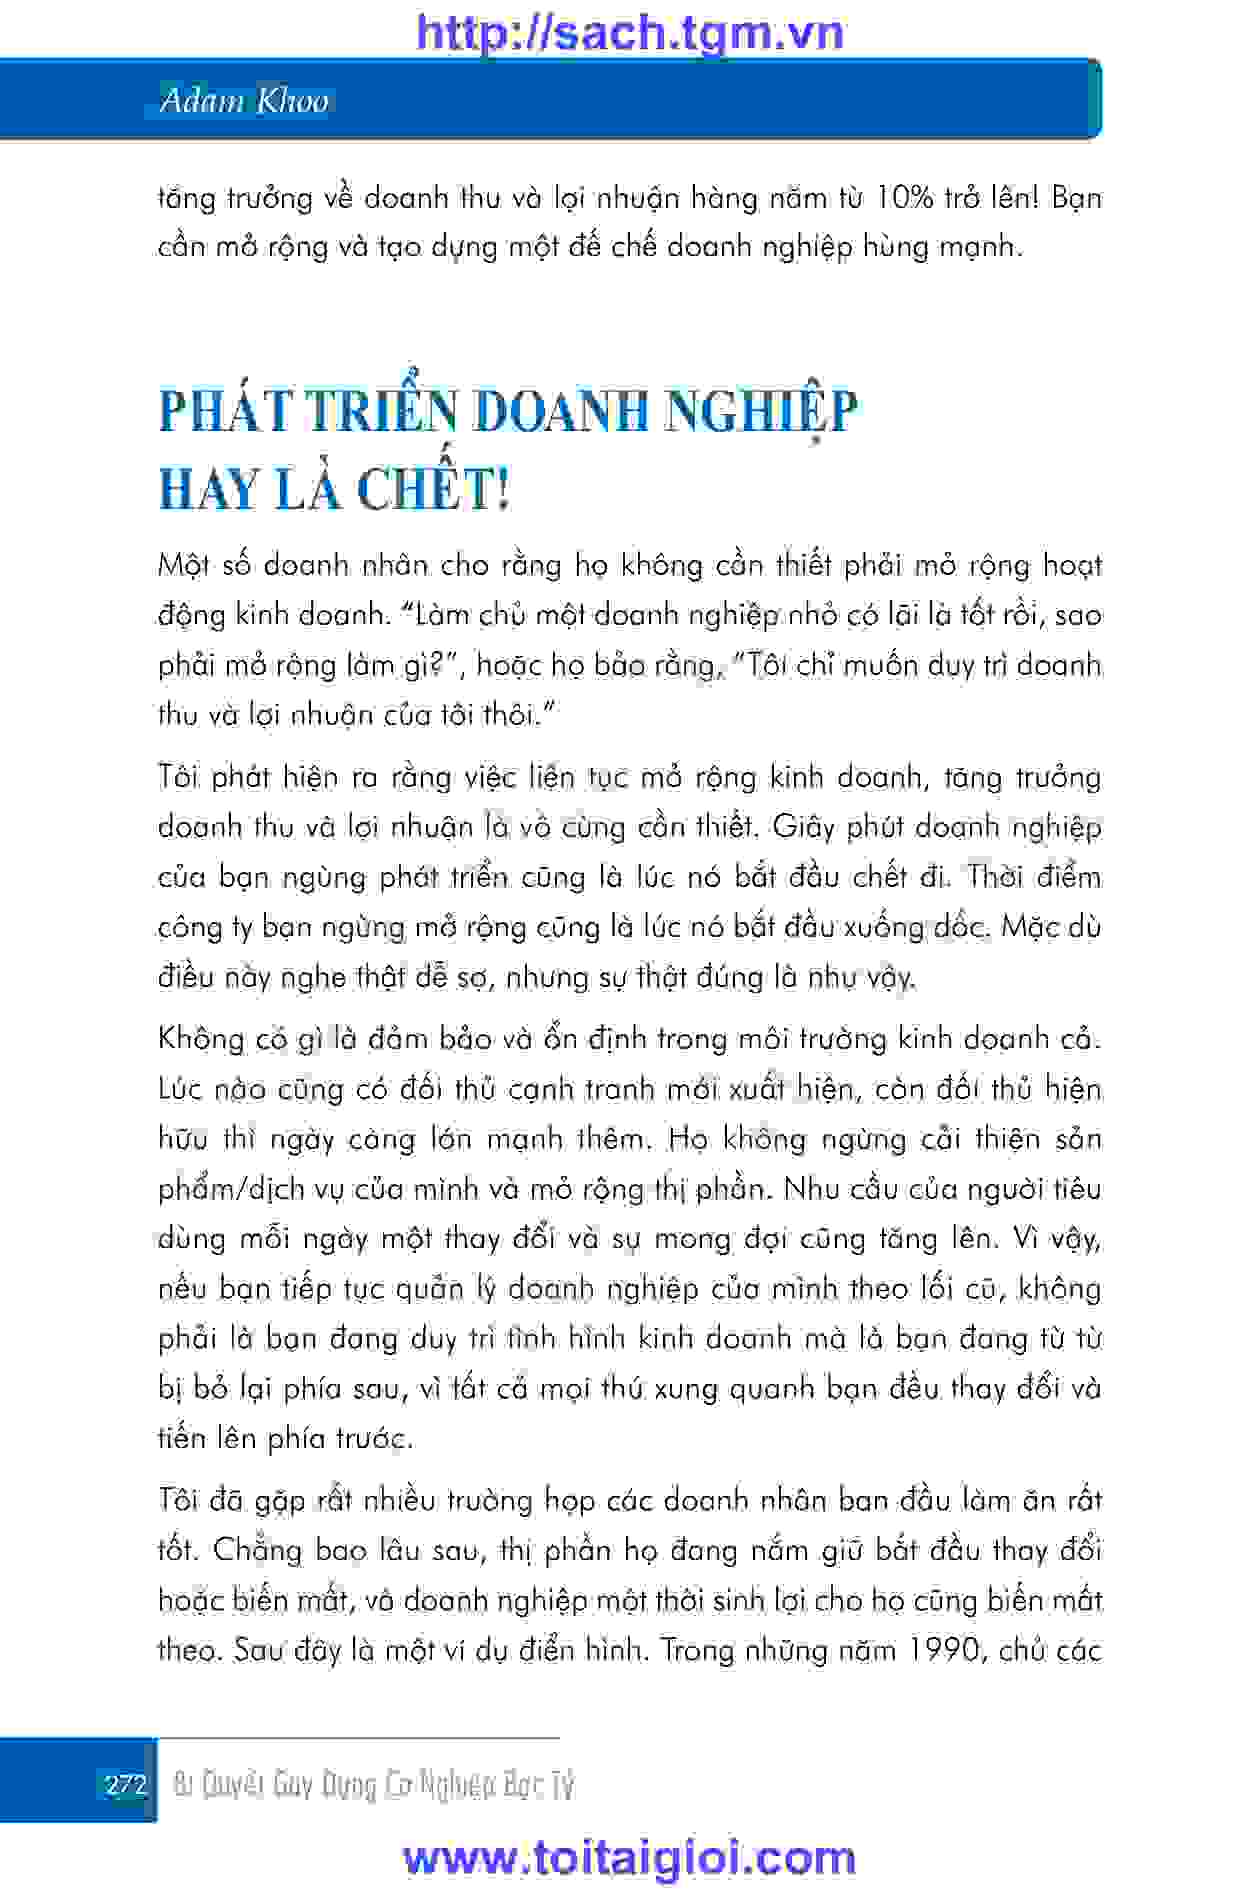 http://sach.tgm.vn
Adam Khoo
tăng trưởng về doanh thu và lợi nhuận hàng năm từ 10% trở lên! Bạn
cần mở rộng và tạo dựng một đế chế doanh nghiệp hùng mạnh.
PHÁT TRIỂN DOANH NGHIỆP
HAY LÀ CHẾT!
Một số doanh nhân cho rằng họ không cần thiết phải mở rộng hoạt
động kinh doanh. “Làm chủ một doanh nghiệp nhỏ có lãi là tốt rồi, sao
phải mở rộng làm gì?”, hoặc họ bảo rằng, “Tôi chỉ muốn duy trì doanh
thu và lợi nhuận của tôi thôi.”
Tôi phát hiện ra rằng việc liên tục mở rộng kinh doanh, tăng trưởng
doanh thu và lợi nhuận là vô cùng cần thiết. Giây phút doanh nghiệp
của bạn ngừng phát triển cũng là lúc nó bắt đầu chết đi. Thời điểm
công ty bạn ngừng mở rộng cũng là lúc nó bắt đầu xuống dốc. Mặc dù
điều này nghe thật dễ sợ, nhưng sự thật đúng là như vậy.
Không có gì là đảm bảo và ổn định trong môi trường kinh doanh cả.
Lúc nào cũng có đối thủ cạnh tranh mới xuất hiện, còn đối thủ hiện
hữu thì ngày càng lớn mạnh thêm. Họ không ngừng cải thiện sản
phẩm/dịch vụ của mình và mở rộng thị phần. Nhu cầu của người tiêu
dùng mỗi ngày một thay đổi và sự mong đợi cũng tăng lên. Vì vậy,
nếu bạn tiếp tục quản lý doanh nghiệp của mình theo lối cũ, không
phải là bạn đang duy trì tình hình kinh doanh mà là bạn đang từ từ
bị bỏ lại phía sau, vì tất cả mọi thứ xung quanh bạn đều thay đổi và
tiến lên phía trước.
Tôi đã gặp rất nhiều trường hợp các doanh nhân ban đầu làm ăn rất
tốt. Chẳng bao lâu sau, thị phần họ đang nắm giữ bắt đầu thay đổi
hoặc biến mất, và doanh nghiệp một thời sinh lợi cho họ cũng biến mất
theo. Sau đây là một ví dụ điển hình. Trong những năm 1990, chủ các
272 Bí Quyết Gây Dựng Cơ Nghiệp Bạc Tỷ
www.toitaigioi.com